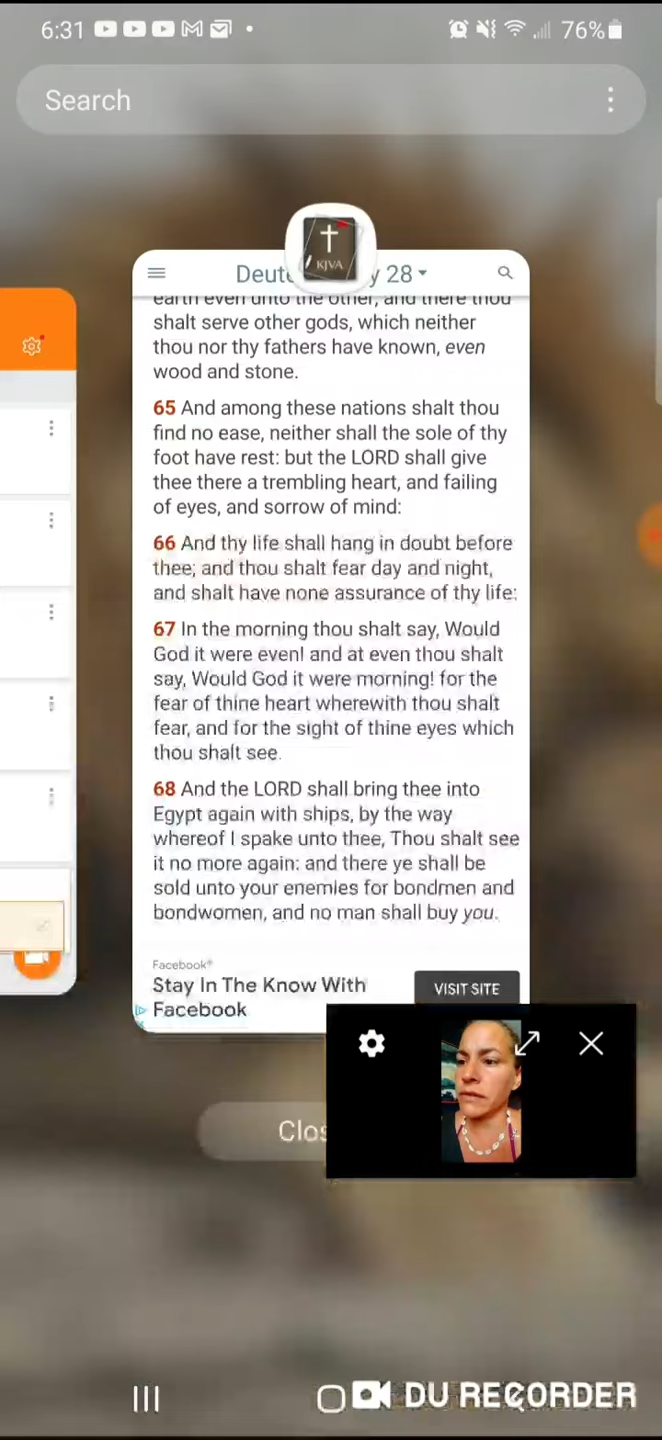 6:31
76%
Search
KJVA
Deute y 28
earth even unto the other, and there thou
shalt serve other gods, which neither
thou nor thy fathers have known, even
wood and stone.
65 And among these nations shalt thou
find no ease, neither shall the sole of thy
foot have rest: but the LORD shall give
thee there a trembling heart, and failing
of eyes, and sorrow of mind:
66 And thy life shall hang in doubt before
thee; and thou shalt fear day and night,
and shalt have none assurance of thy life:
67 In the morning thou shalt say, Would
God it were even! and at even thou shalt
say, Would God it were morning! for the
fear of thine heart wherewith thou shalt
fear, and for the sight of thine eyes which
thou shalt see.
68 And the LORD shall bring thee into
Egypt again with ships, by the way
whereof I spake unto thee, Thou shalt see
it no more again: and there ye shall be
sold unto your enemies for bondmen and
bondwomen, and no man shall buy you.
Facebook®
Stay In The Know With
Facebook
VISIT SITE
Clos
DU RECORDER